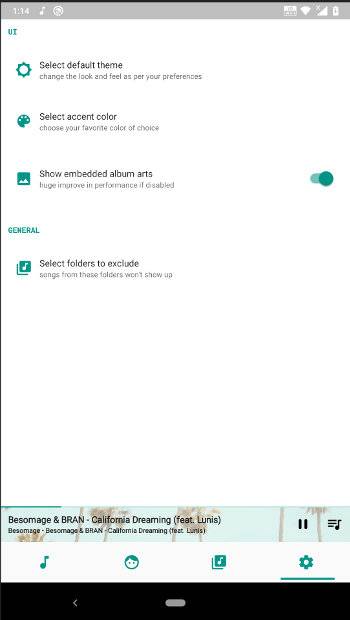 1:14
UI
Select default theme
change the look and feel as per your preferences
Select accent color
choose your favorite color of choice
Show embedded album arts
huge improve in performance if disabled
GENERAL
Select folders to exclude
songs from these folders won't show up
Besomage & BRAN - California Dreaming (feat. Lunis)
Besomage • Besomage & BRAN - California Dreaming (feat. Lunis)